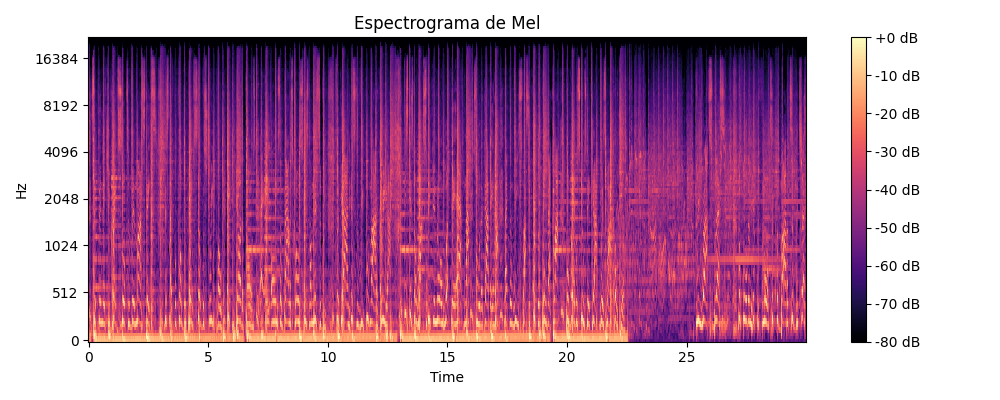 Espectrograma de Mel
Hz
16384
8192
4096
2048
1024
512
0
0 5 10 15 20 25
Time
+0 dB
-10 dB
-20 dB
-30 dB
-40 dB
-50 dB
-60 dB
-70 dB
-80 dB